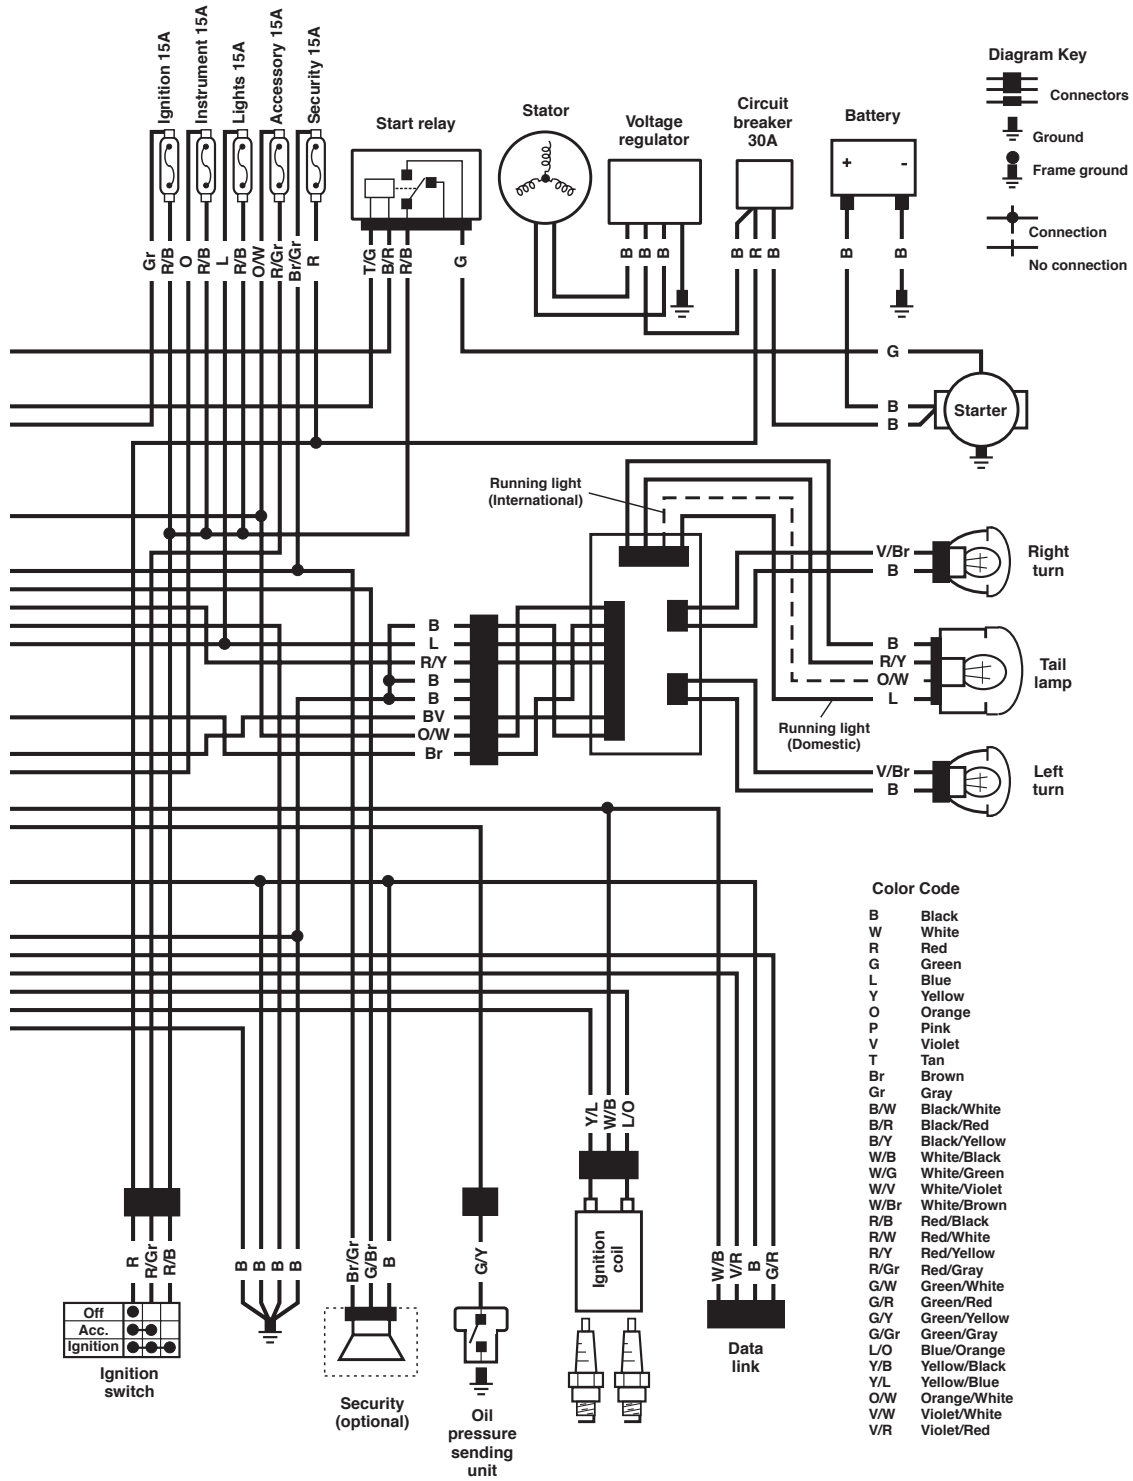 Ignition 15A
Instrument 15A
Lights 15A
Accessory 15A
Security 15A
Start relay
Stator
Voltage
regulator
Circuit
breaker
30A
Battery
+ -
Diagram Key
Connectors
Ground
Frame ground
Connection
No connection
Gr
R/B
O
R/B
L
R/B
O/W
R/Gr
Br/Gr
R
T/G
B/R
R/B
G
B
B
B
B
R
B
B
B
G
B
B
Starter
Running light
(International)
V/Br
B
Right
turn
B
L
R/Y
B
B
BV
O/W
Br
B
R/Y
O/W
L
Tail
lamp
Running light
(Domestic)
V/Br
B
Left
turn
Color Code
B Black
W White
R Red
G Green
L Blue
Y Yellow
O Orange
P Pink
V Violet
T Tan
Br Brown
Gr Gray
B/W Black/White
B/R Black/Red
B/Y Black/Yellow
W/B White/Black
W/G White/Green
W/V White/Violet
W/Br White/Brown
R/B Red/Black
R/W Red/White
R/Y Red/Yellow
R/Gr Red/Gray
G/W Green/White
G/R Green/Red
G/Y Green/Yellow
G/Gr Green/Gray
L/O Blue/Orange
Y/B Yellow/Black
Y/L Yellow/Blue
O/W Orange/White
V/W Violet/White
V/R Violet/Red
Y/L
W/B
L/O
R
R/Gr
R/B
B
B
B
B
Br/Gr
G/Br
B
G/Y
Ignition
coil
W/B
V/R
B
G/R
Off
Acc.
Ignition
Ignition
switch
Security
(optional)
Oil
pressure
sending
unit
Data
link